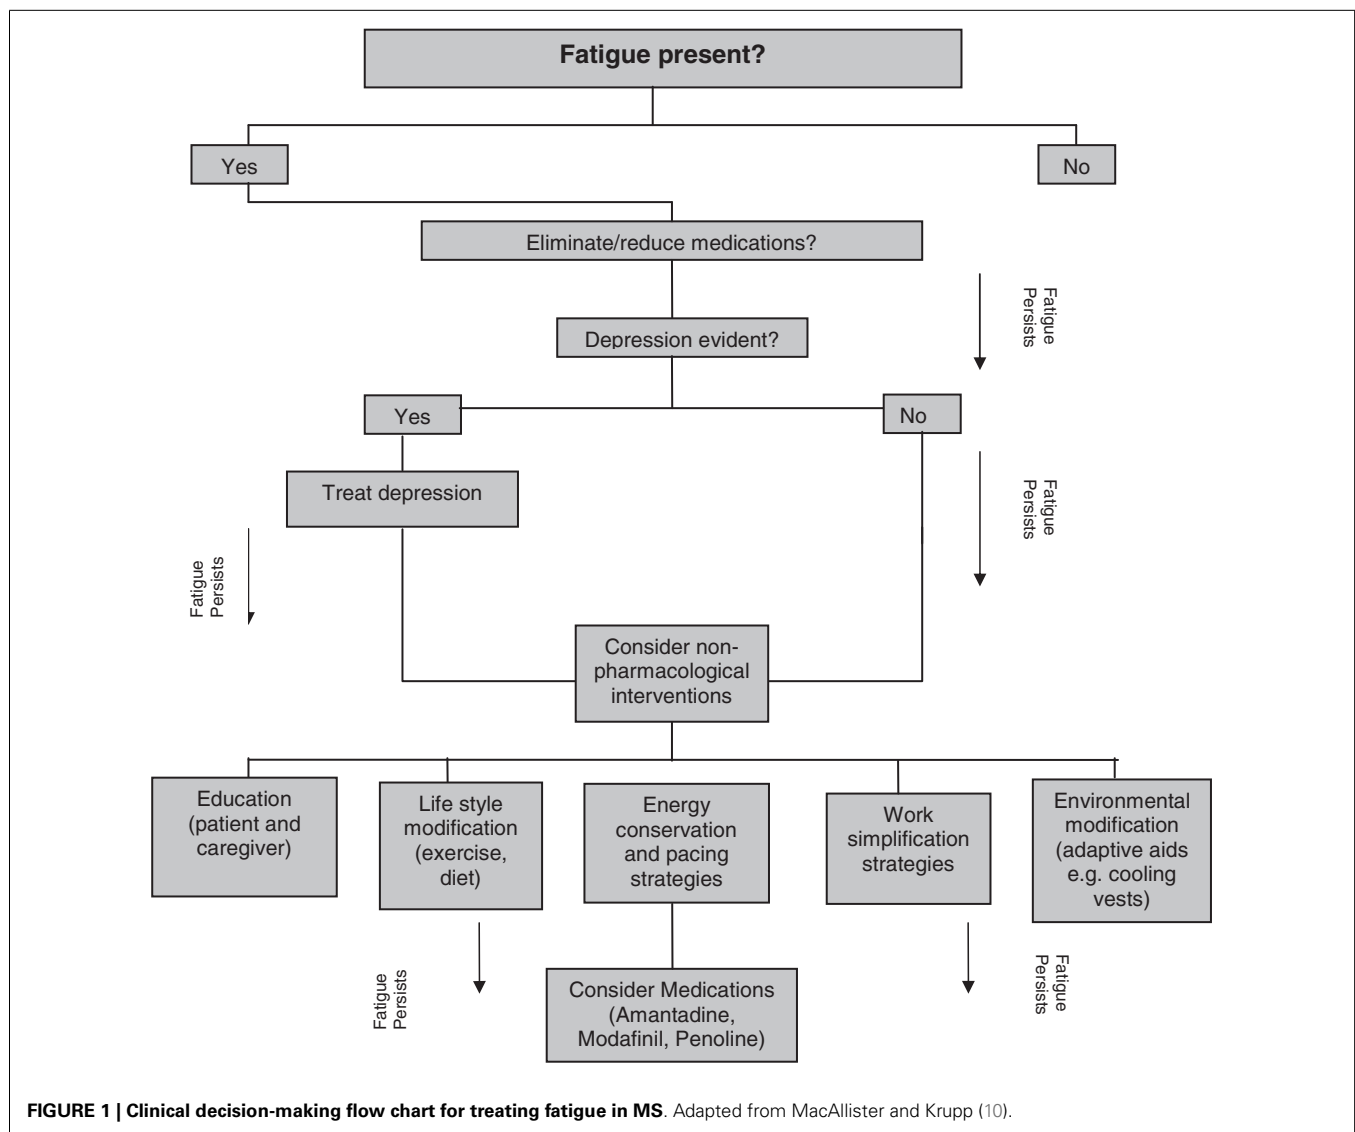 Fatigue present?
Yes
No
Eliminate/reduce medications?
Fatigue
Persists
Depression evident?
Yes
No
Treat depression
Fatigue
Persists
Fatigue
Persists
Consider non-
pharmacological
interventions
Education
(patient and
caregiver)
Life style
modification
(exercise,
diet)
Energy
conservation
and pacing
strategies
Work
simplification
strategies
Environmental
modification
(adaptive aids
e.g. cooling
vests)
Fatigue
Persists
Consider Medications
(Amantadine,
Modafinil, Penoline)
Fatigue
Persists
FIGURE 1 | Clinical decision-making flow chart for treating fatigue in MS. Adapted from MacAllister and Krupp (10).